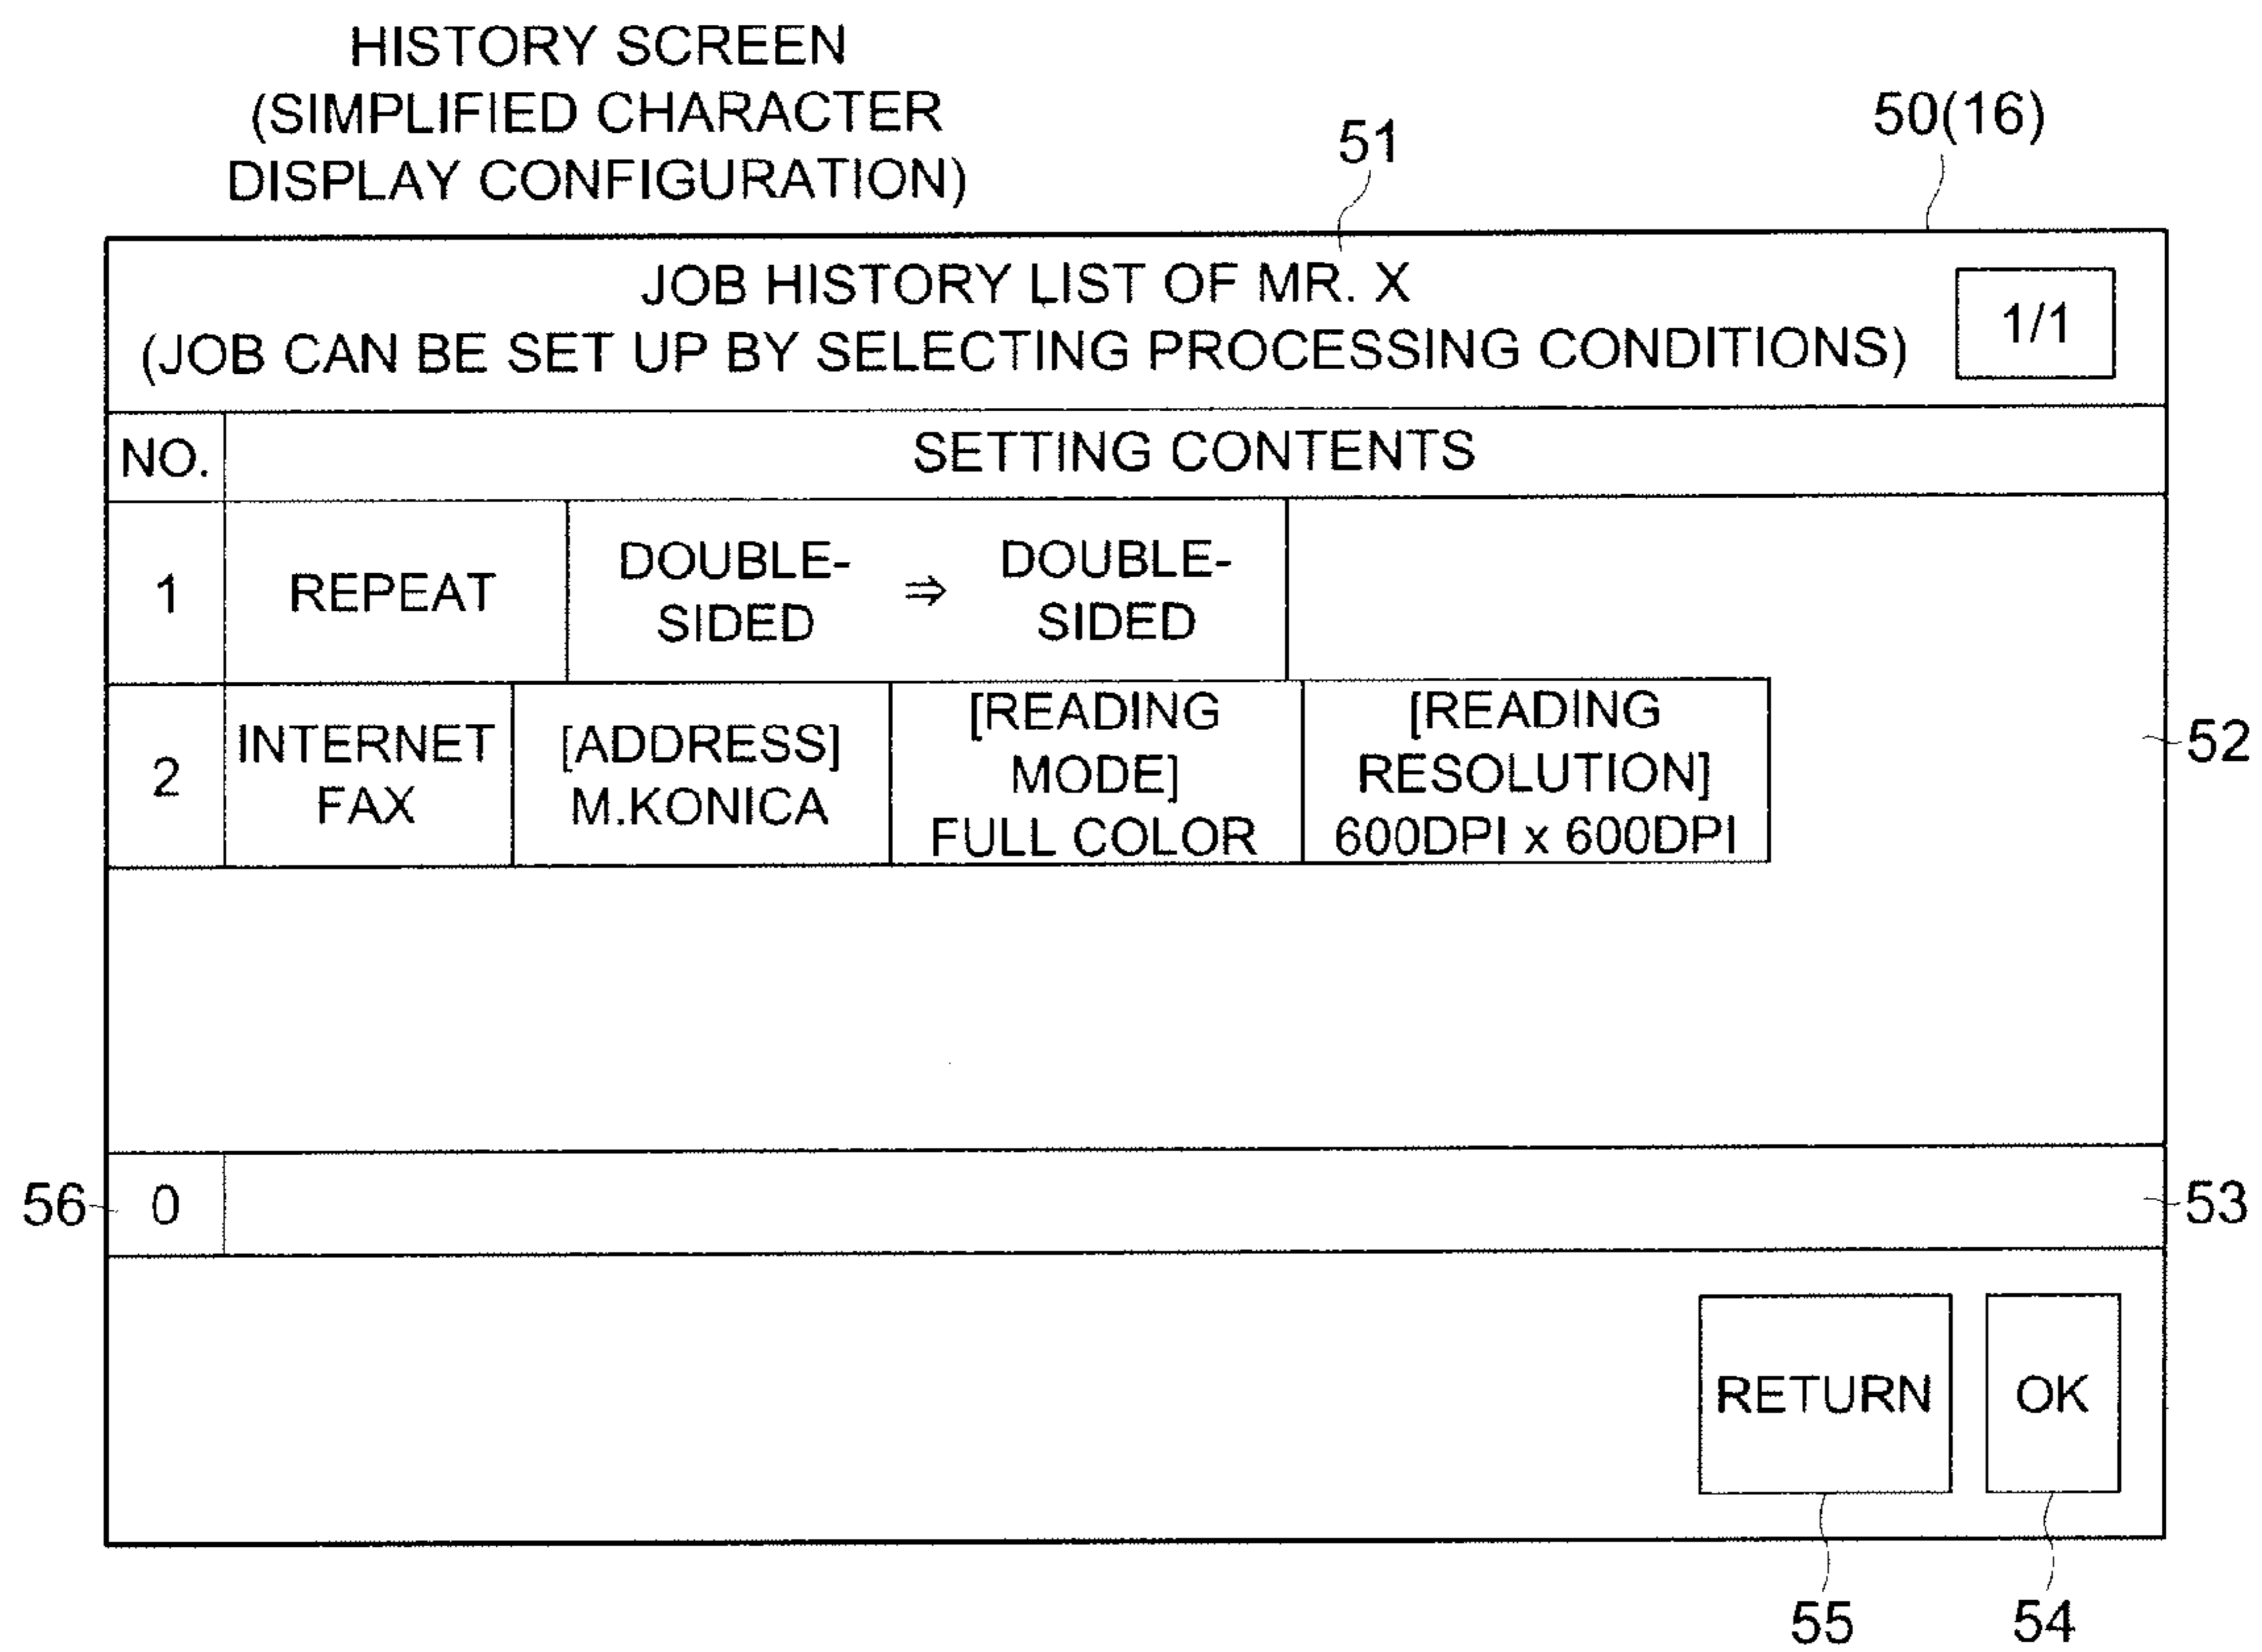 HISTORY SCREEN
(SIMPLIFIED CHARACTER
DISPLAY CONFIGURATION)
50(16)
51
JOB HISTORY LIST OF MR. X
(JOB CAN BE SET UP BY SELECTING PROCESSING CONDITIONS)
1/1
NO.
SETTING CONTENTS
1
REPEAT
DOUBLE-
SIDED
⇒
DOUBLE-
SIDED
2
INTERNET
FAX
[ADDRESS]
M.KONICA
[READING
MODE]
FULL COLOR
[READING
RESOLUTION]
600DPI x 600DPI
52
56
0
53
RETURN
OK
55
54